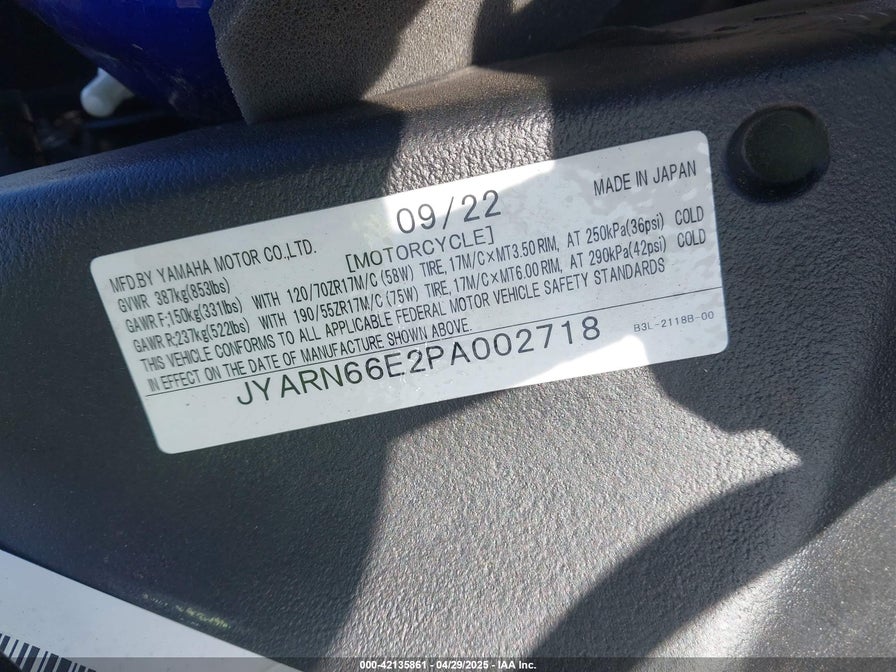 09/22
MADE IN JAPAN
MFD.BY YAMAHA MOTOR CO.,LTD.
[MOTORCYCLE]
GVWR 387kg(853lbs)
GAWR F;150kg(331lbs) WITH 120/70ZR17M/C (58W) TIRE, 17M/C×MT3.50 RIM, AT 250kPa(36psi) COLD
GAWR R;237kg(522lbs) WITH 190/55ZR17M/C (75W) TIRE, 17M/C×MT6.00 RIM, AT 290kPa(42psi) COLD
THIS VEHICLE CONFORMS TO ALL APPLICABLE FEDERAL MOTOR VEHICLE SAFETY STANDARDS
IN EFFECT ON THE DATE OF MANUFACTURE SHOWN ABOVE.
JYARN66E2PA002718
B3L-2118B-00
000-42135861 - 04/29/2025 - IAA Inc.